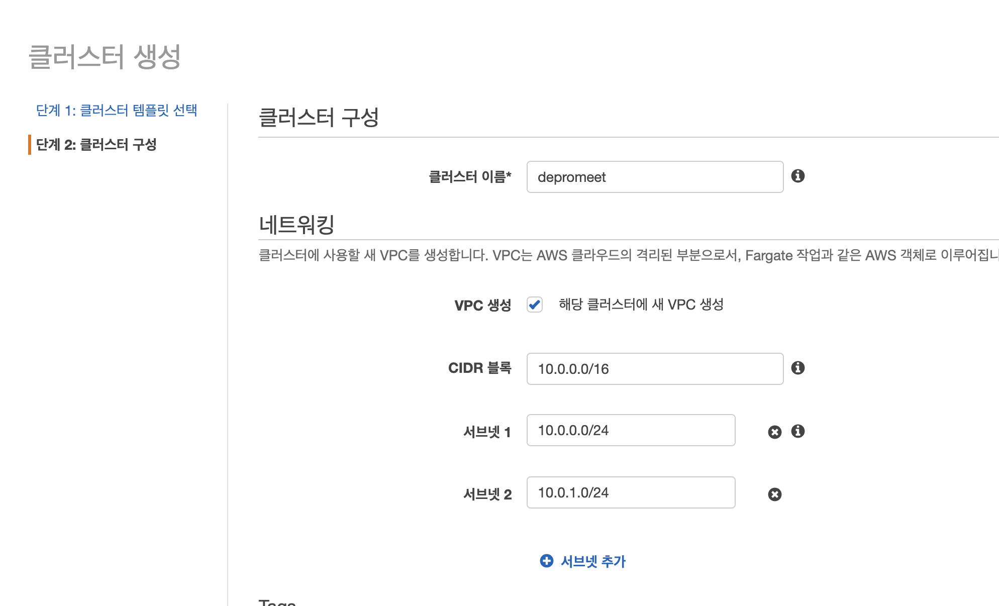 클러스터 생성
단계 1: 클러스터 템플릿 선택
단계 2: 클러스터 구성
클러스터 구성
클러스터 이름* depromeet
네트워킹
클러스터에 사용할 새 VPC를 생성합니다. VPC는 AWS 클라우드의 격리된 부분으로서, Fargate 작업과 같은 AWS 객체로 이루어집니
VPC 생성 해당 클러스터에 새 VPC 생성
CIDR 블록 10.0.0.0/16
서브넷 1 10.0.0.0/24
서브넷 2 10.0.1.0/24
서브넷 추가
Tags